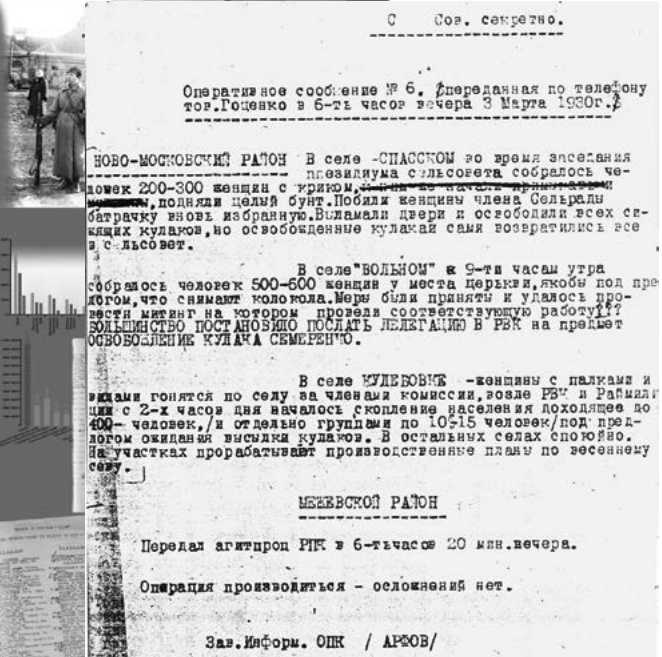 С Сов. секретно.
Оперативное сообщение № 6. /переданная по телефону
тов.Гоценко в 6-ть часов вечера 3 Марта 1930г./
НОВО-МОСКОВСКИЙ РАЙОН В селе -СПАССКОМ во время заседания
президиума сельсовета собралось че-
ловек 200-300 женщин с криком,
,подняли целый бунт.Побили женщины члена Сельрады
батрачку вновь избранную.Выламали двери и освободили всех си-
дящих кулаков,но освобожденные кулакаи сами возвратились все
в сельсовет.
В селе"ВОЛЬНОМ" к 9-ти часам утра
собралось человек 500-600 женщин у места церькви,якобы под пре
логом,что снимают колокола.Меры были приняты и удалось про-
вести митинг на котором провели соответствующую работу???
БОЛЬШИНСТВО ПОСТАНОВИЛО ПОСЛАТЬ ДЕЛЕГАЦИЮ В РВК на предмет
ОСВОБОВЛЕНИЕ КУЛАКА СЕМЕРЕНКО.
В селе КУЛЕБОВКЕ -женщины с палками и
вилами гонятся по селу за членами комиссии,возле РВК и Раймили
ции с 2-х часов дня началось скопление населения доходящее до
400- человек,/и отдельно группами по 10-15 человек/под пред-
логом ожидания высылки кулаков. В остальных селах спокойно.
На участках прорабатывают производственные планы по весеннему
севу.
МЕЖЕВСКОЙ РАЙОН
Передал агитпроп РПК в 6-тьчасов 20 мин.вечера.
Операция производиться - осложнений нет.
Зав.Информ. ОПК / АРФОВ/